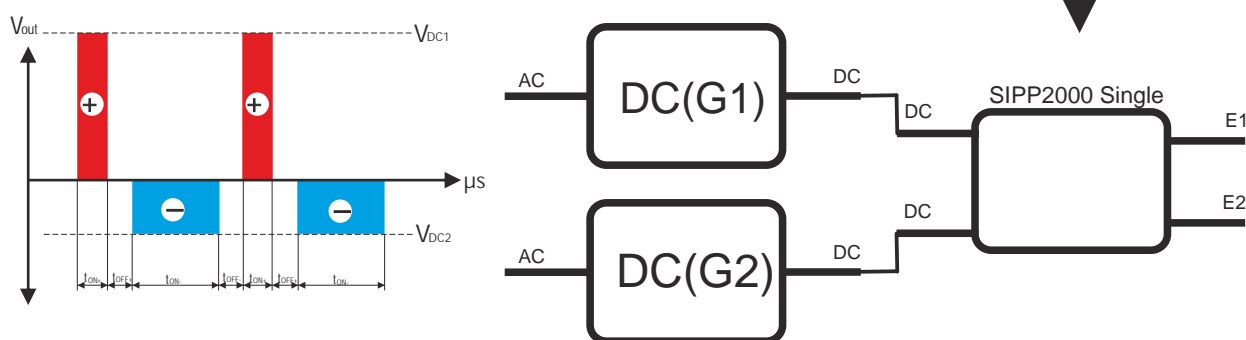 Vout
VDC1
+
+
µs
−
−
VDC2
tON+ tOFF+ tON- tOFF- tON+ tOFF+ tON-
AC
DC(G1)
DC
DC
SIPP2000 Single
E1
E2
AC
DC(G2)
DC
DC